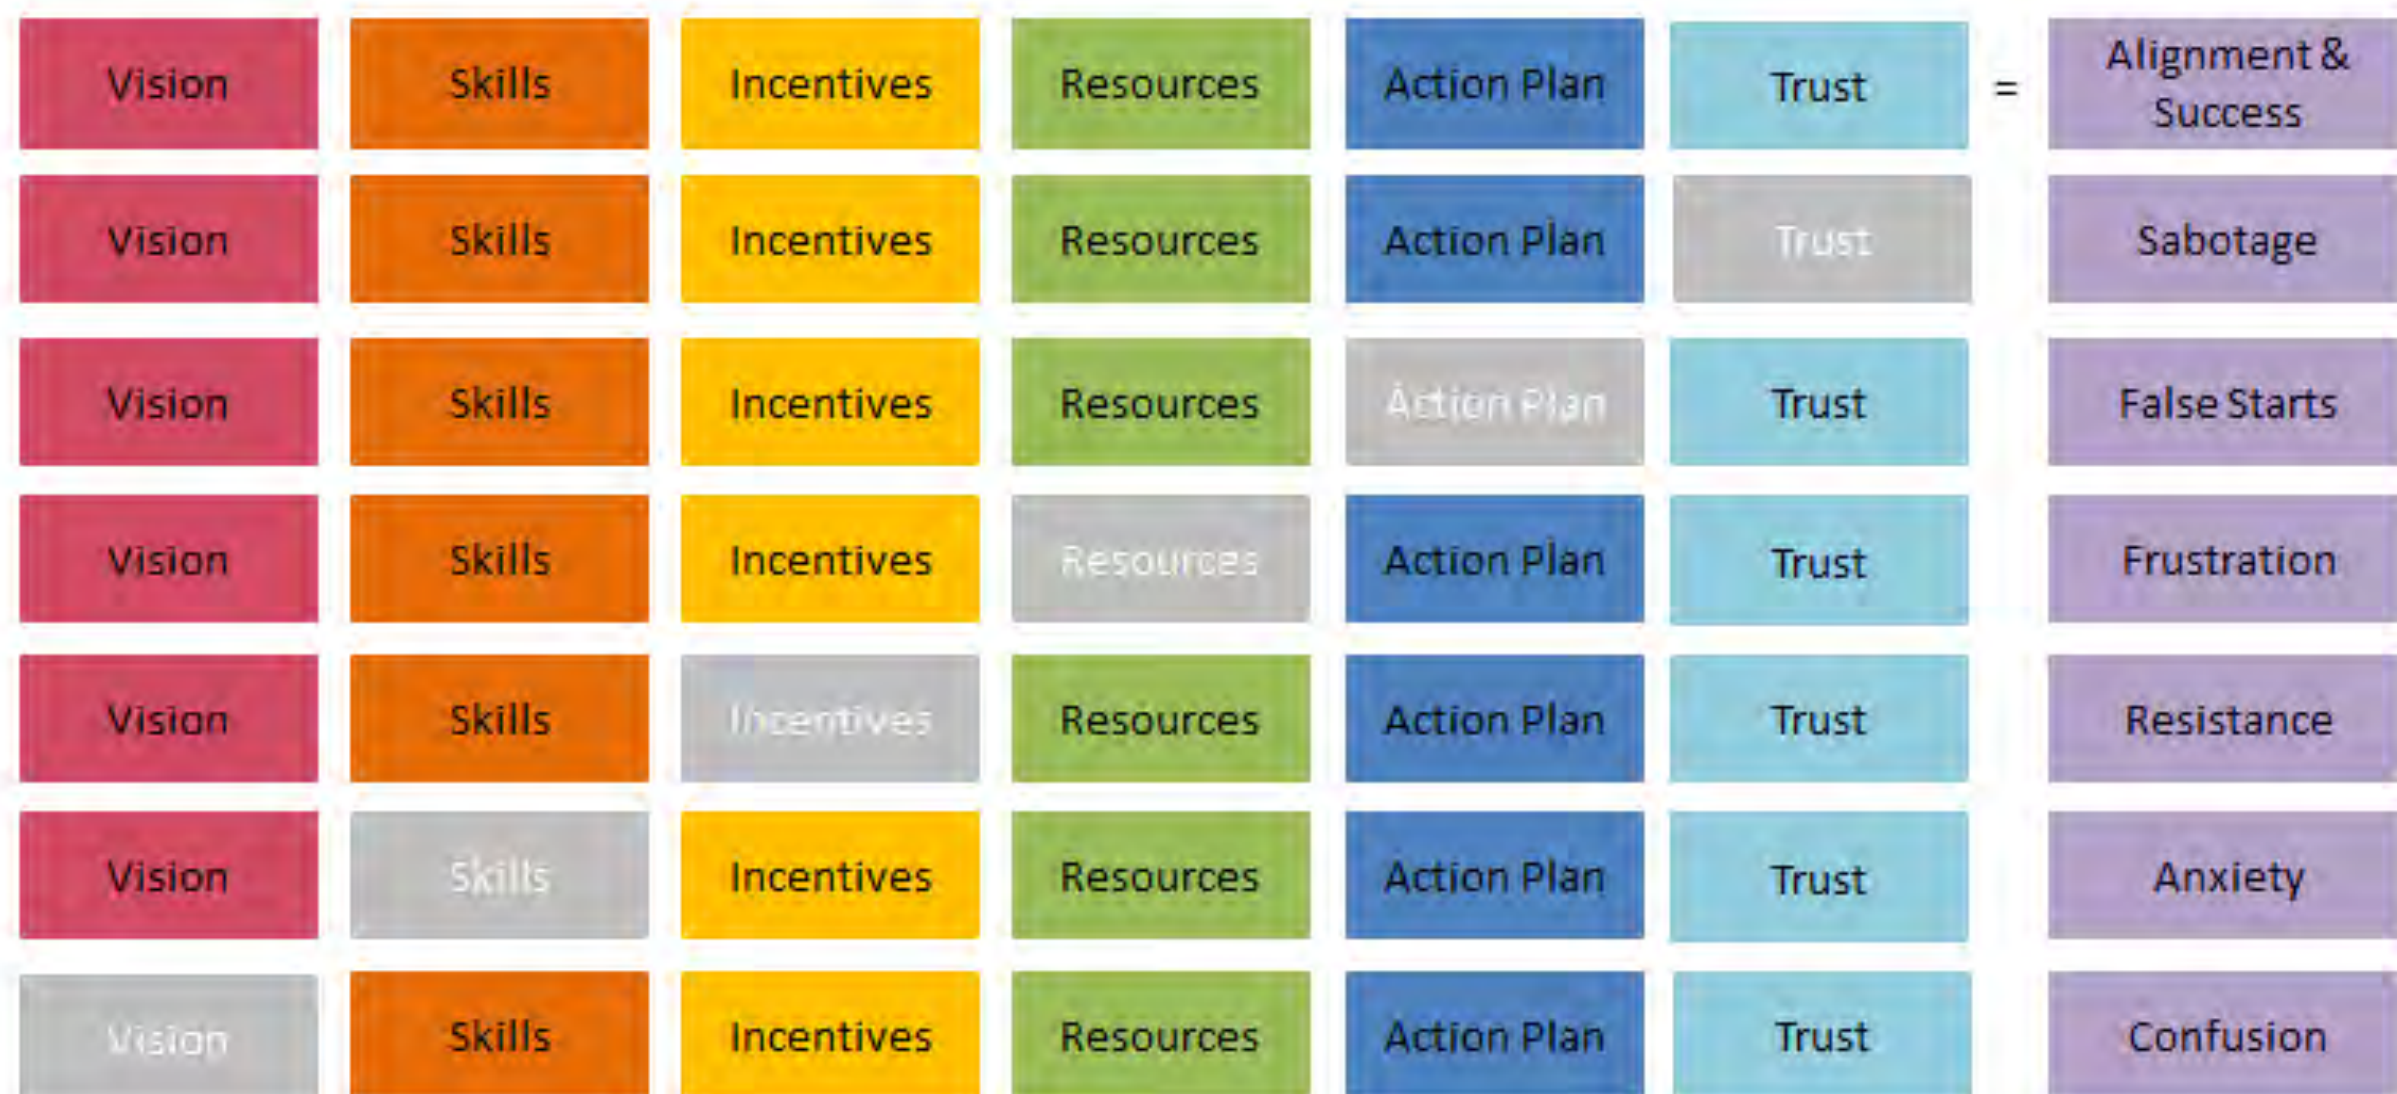 Vision Skills Incentives Resources Action Plan Trust = Alignment &
Success
Vision Skills Incentives Resources Action Plan Trust Sabotage
Vision Skills Incentives Resources Action Plan Trust False Starts
Vision Skills Incentives Resources Action Plan Trust Frustration
Vision Skills Incentives Resources Action Plan Trust Resistance
Vision Skills Incentives Resources Action Plan Trust Anxiety
Vision Skills Incentives Resources Action Plan Trust Confusion